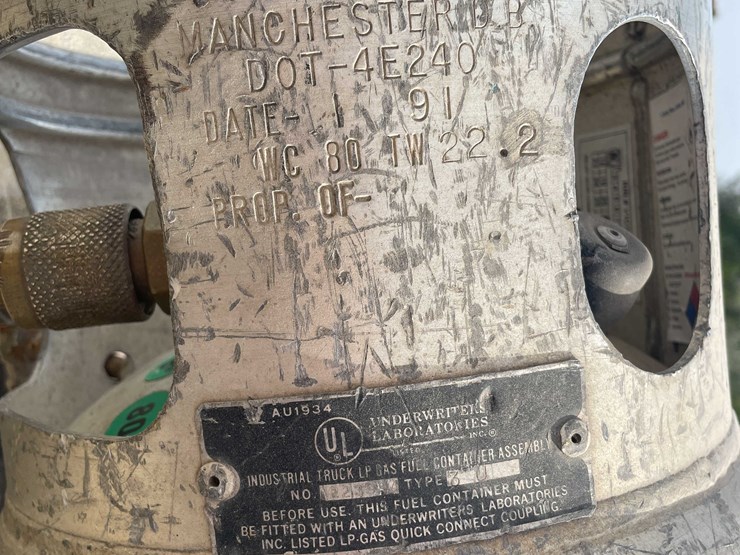 MANCHESTER D.B.
DOT-4E240
DATE- 1 91
WC 80 TW 22.2
PROP. OF-
AU1934
UL
UNDERWRITERS
LABORATORIES
INC.®
LISTED
INDUSTRIAL TRUCK LP GAS FUEL CONTAINER ASSEMBLY
NO. TYPE
BEFORE USE, THIS FUEL CONTAINER MUST
BE FITTED WITH AN UNDERWRITERS LABORATORIES
INC. LISTED LP-GAS QUICK CONNECT COUPLING
80